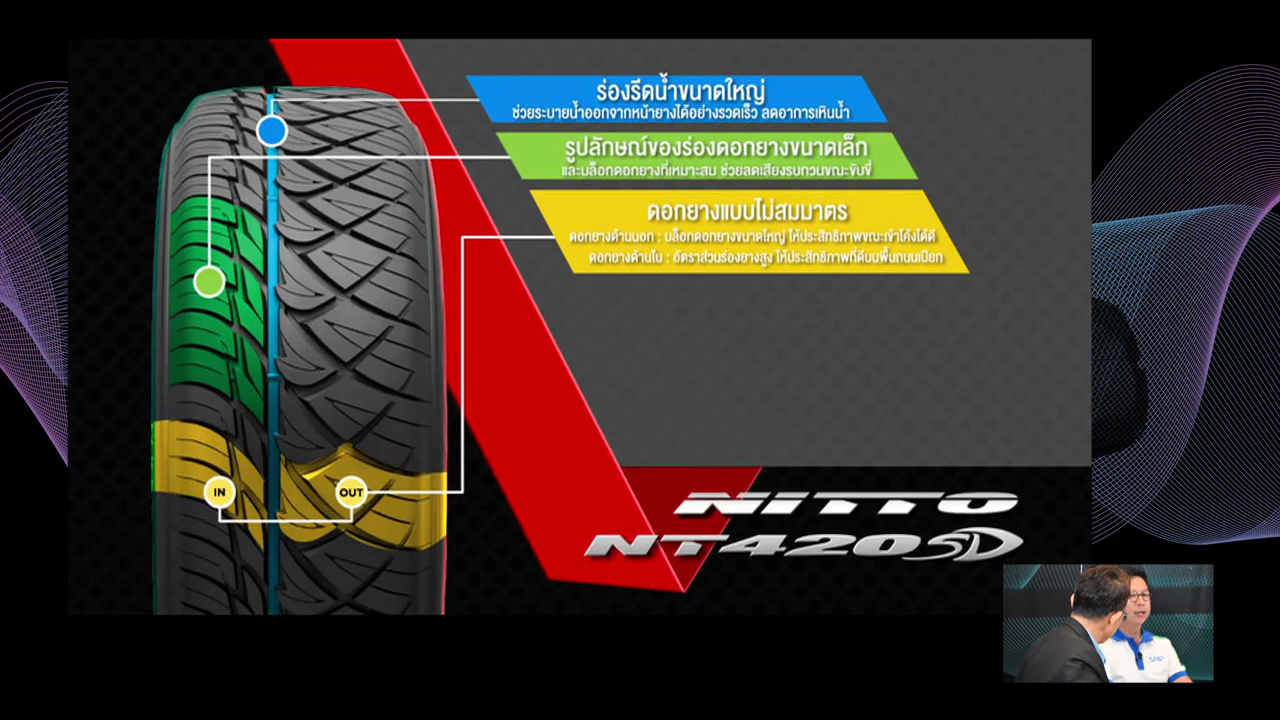 ร่องรีดน้ำขนาดใหญ่
ช่วยระบายน้ำออกจากหน้ายางได้อย่างรวดเร็ว ลดอาการเหินน้ำ
รูปลักษณ์ของร่องดอกยางขนาดเล็ก
และบล็อกดอกยางที่เหมาะสม ช่วยลดเสียงรบกวนขณะขับขี่
ดอกยางแบบไม่สมมาตร
ดอกยางด้านนอก : บล็อกดอกยางขนาดใหญ่ ให้ประสิทธิภาพขณะเข้าโค้งได้ดี
ดอกยางด้านใน : อัตราส่วนร่องยางสูง ให้ประสิทธิภาพที่ดีบนพื้นถนนเปียก
IN
OUT
NITTO
NT420SD